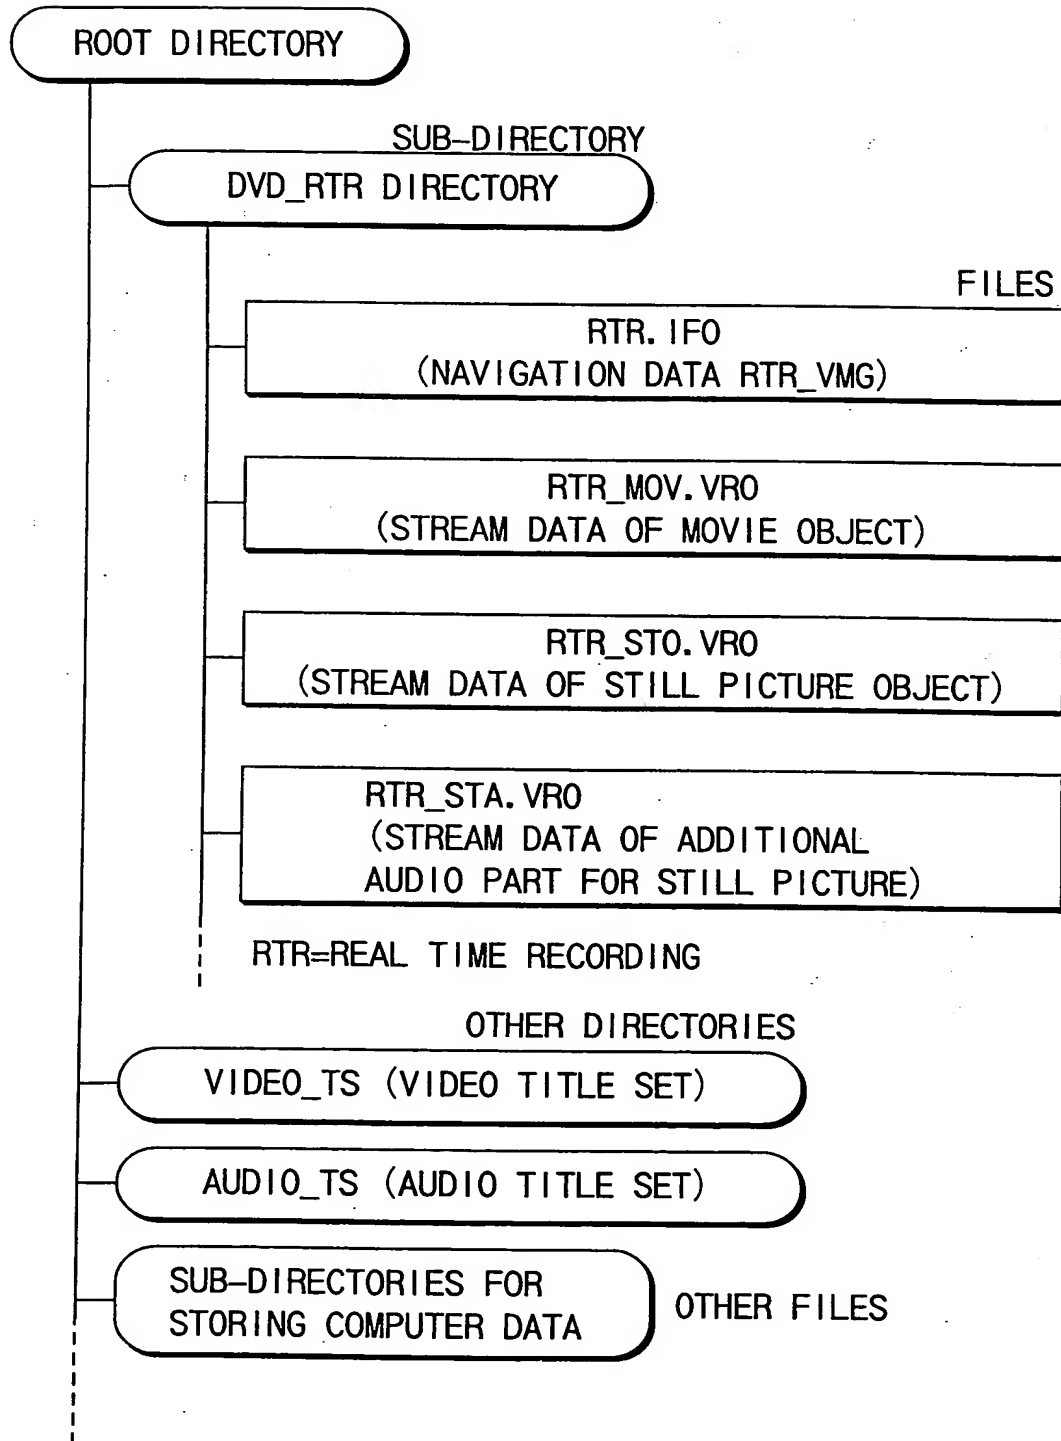 ROOT DIRECTORY
SUB-DIRECTORY
DVD_RTR DIRECTORY
FILES
RTR.IFO
(NAVIGATION DATA RTR_VMG)
RTR_MOV.VRO
(STREAM DATA OF MOVIE OBJECT)
RTR_STO.VRO
(STREAM DATA OF STILL PICTURE OBJECT)
RTR_STA.VRO
(STREAM DATA OF ADDITIONAL
AUDIO PART FOR STILL PICTURE)
RTR=REAL TIME RECORDING
OTHER DIRECTORIES
VIDEO_TS (VIDEO TITLE SET)
AUDIO_TS (AUDIO TITLE SET)
SUB-DIRECTORIES FOR
STORING COMPUTER DATA
OTHER FILES